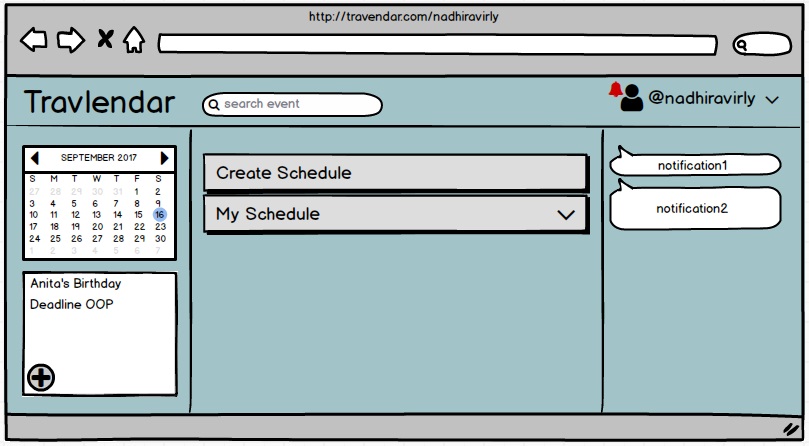 http://travendar.com/nadhiravirly
Travlendar
search event
@nadhiravirly
SEPTEMBER 2017
S M T W T F S
27 28 29 30 31 1 2
3 4 5 6 7 8 9
10 11 12 13 14 15 16
17 18 19 20 21 22 23
24 25 26 27 28 29 30
1 2 3 4 5 6 7
Anita's Birthday
Deadline OOP
Create Schedule
My Schedule
notification1
notification2